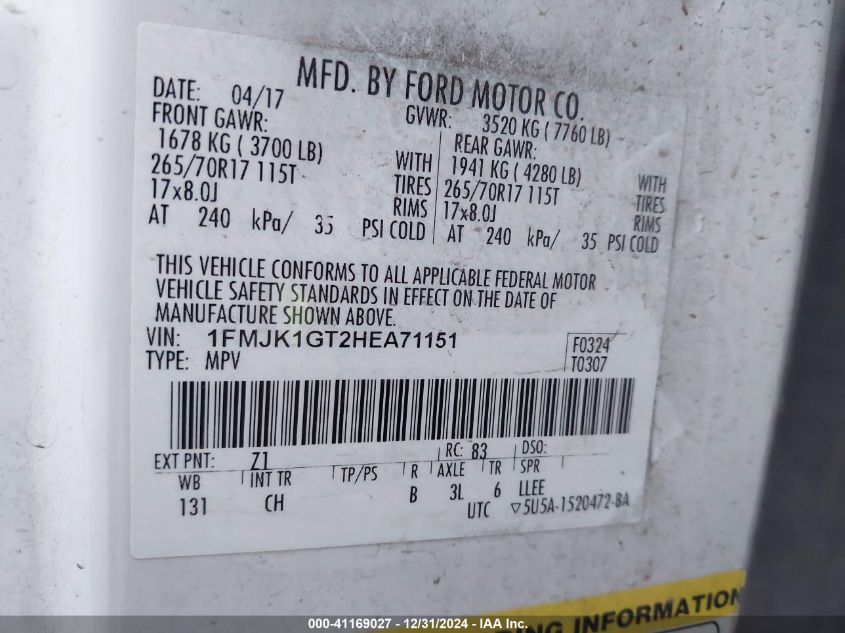 MFD. BY FORD MOTOR CO.
DATE: 04/17
GVWR: 3520 KG ( 7760 LB)
FRONT GAWR:
1678 KG ( 3700 LB)
265/70R17 115T
17x8.0J
WITH
TIRES
RIMS
AT 240 kPa/ 35 PSI COLD
REAR GAWR:
1941 KG ( 4280 LB)
265/70R17 115T
17x8.0J
WITH
TIRES
RIMS
AT 240 kPa/ 35 PSI COLD
THIS VEHICLE CONFORMS TO ALL APPLICABLE FEDERAL MOTOR
VEHICLE SAFETY STANDARDS IN EFFECT ON THE DATE OF
MANUFACTURE SHOWN ABOVE.
VIN: 1FMJK1GT2HEA71151
TYPE: MPV
F0324
T0307
EXT PNT: Z1 RC: 83 DSO:
WB INT TR TP/PS R AXLE TR SPR
131 CH B 3L 6 LLEE
UTC ▽5U5A-1520472-BA
INFORMATION
000-41169027 - 12/31/2024 - IAA Inc.